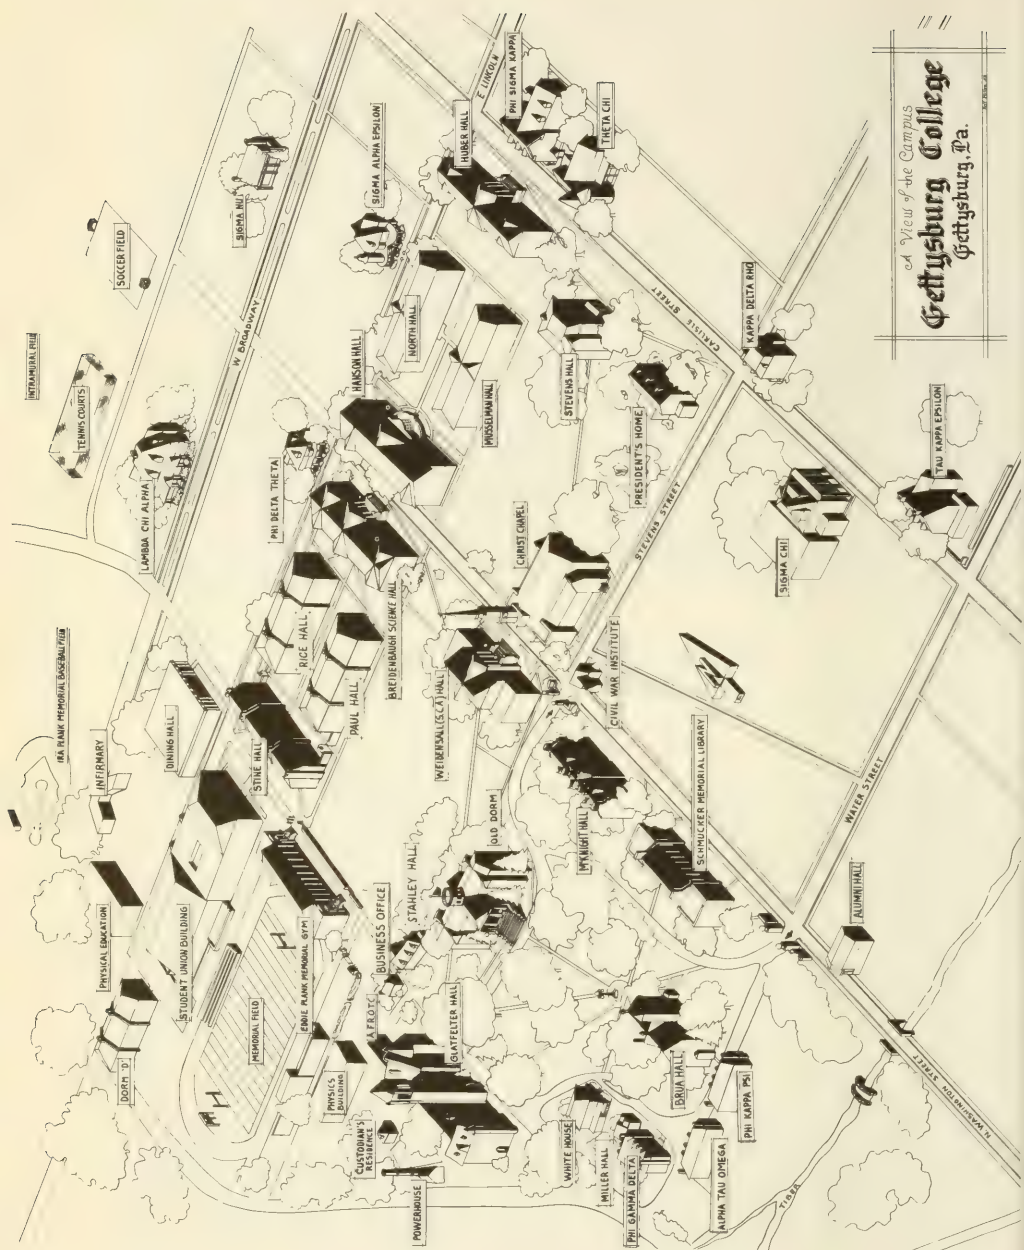 A View of the Campus
Gettysburg College
Gettysburg, Pa.
INTRAMURAL FIELD
TENNIS COURTS
SOCCER FIELD
SIGMA NU
W BROADWAY
LAMBDA CHI ALPHA
SIGMA ALPHA EPSILON
HUBER HALL
E LINCOLN
PHI SIGMA KAPPA
THETA CHI
NORTH HALL
HANSON HALL
MUSSELMAN HALL
STEVENS HALL
CARLISLE STREET
KAPPA DELTA RHO
PHI DELTA THETA
PRESIDENT'S HOME
TAU KAPPA EPSILON
STEVENS STREET
SIGMA CHI
CHRIST CHAPEL
BREIDENBAUGH SCIENCE HALL
RICE HALL
PAUL HALL
WEIDENSALL (S.C.A) HALL
CIVIL WAR INSTITUTE
IRA PLANK MEMORIAL BASEBALL FIELD
INFIRMARY
DINING HALL
STINE HALL
OLD DORM
McKNIGHT HALL
SCHMUCKER MEMORIAL LIBRARY
WATER STREET
ALUMNI HALL
PHYSICAL EDUCATION
STUDENT UNION BUILDING
EDDIE PLANK MEMORIAL GYM
MEMORIAL FIELD
BUSINESS OFFICE
STAHLEY HALL
AFROTC
GLATFELTER HALL
DORM 'D'
PHYSICS
BUILDING
CUSTODIAN'S
RESIDENCE
POWERHOUSE
WHITE HOUSE
MILLER HALL
PHI GAMMA DELTA
BRUA HALL
PHI KAPPA PSI
ALPHA TAU OMEGA
TIBER
N. WASHINGTON STREET